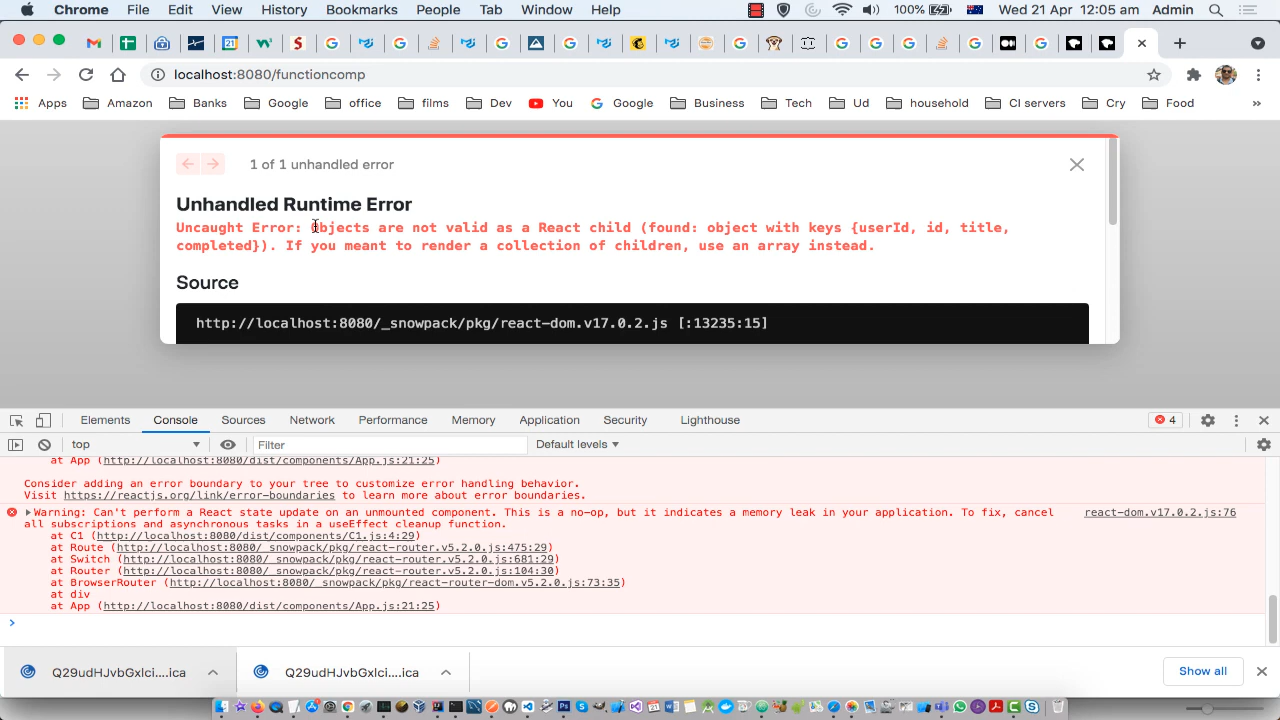 Chrome File Edit View History Bookmarks People Tab Window Help 100% Wed 21 Apr 12:05 am Admin
localhost:8080/functioncomp
Apps Amazon Banks Google office films Dev You Google Business Tech Ud household CI servers Cry Food »
1 of 1 unhandled error
Unhandled Runtime Error
Uncaught Error: Objects are not valid as a React child (found: object with keys {userId, id, title,
completed}). If you meant to render a collection of children, use an array instead.
Source
http://localhost:8080/_snowpack/pkg/react-dom.v17.0.2.js [:13235:15]
Elements Console Sources Network Performance Memory Application Security Lighthouse 4
top Filter Default levels
at App (http://localhost:8080/dist/components/App.js:21:25)
Consider adding an error boundary to your tree to customize error handling behavior.
Visit https://reactjs.org/link/error-boundaries to learn more about error boundaries.
Warning: Can't perform a React state update on an unmounted component. This is a no-op, but it indicates a memory leak in your application. To fix, cancel react-dom.v17.0.2.js:76
all subscriptions and asynchronous tasks in a useEffect cleanup function.
at C1 (http://localhost:8080/dist/components/C1.js:4:29)
at Route (http://localhost:8080/_snowpack/pkg/react-router.v5.2.0.js:475:29)
at Switch (http://localhost:8080/_snowpack/pkg/react-router.v5.2.0.js:681:29)
at Router (http://localhost:8080/_snowpack/pkg/react-router.v5.2.0.js:104:30)
at BrowserRouter (http://localhost:8080/_snowpack/pkg/react-router-dom.v5.2.0.js:73:35)
at div
at App (http://localhost:8080/dist/components/App.js:21:25)
Q29udHJvbGxlci....ica Q29udHJvbGxlci....ica Show all